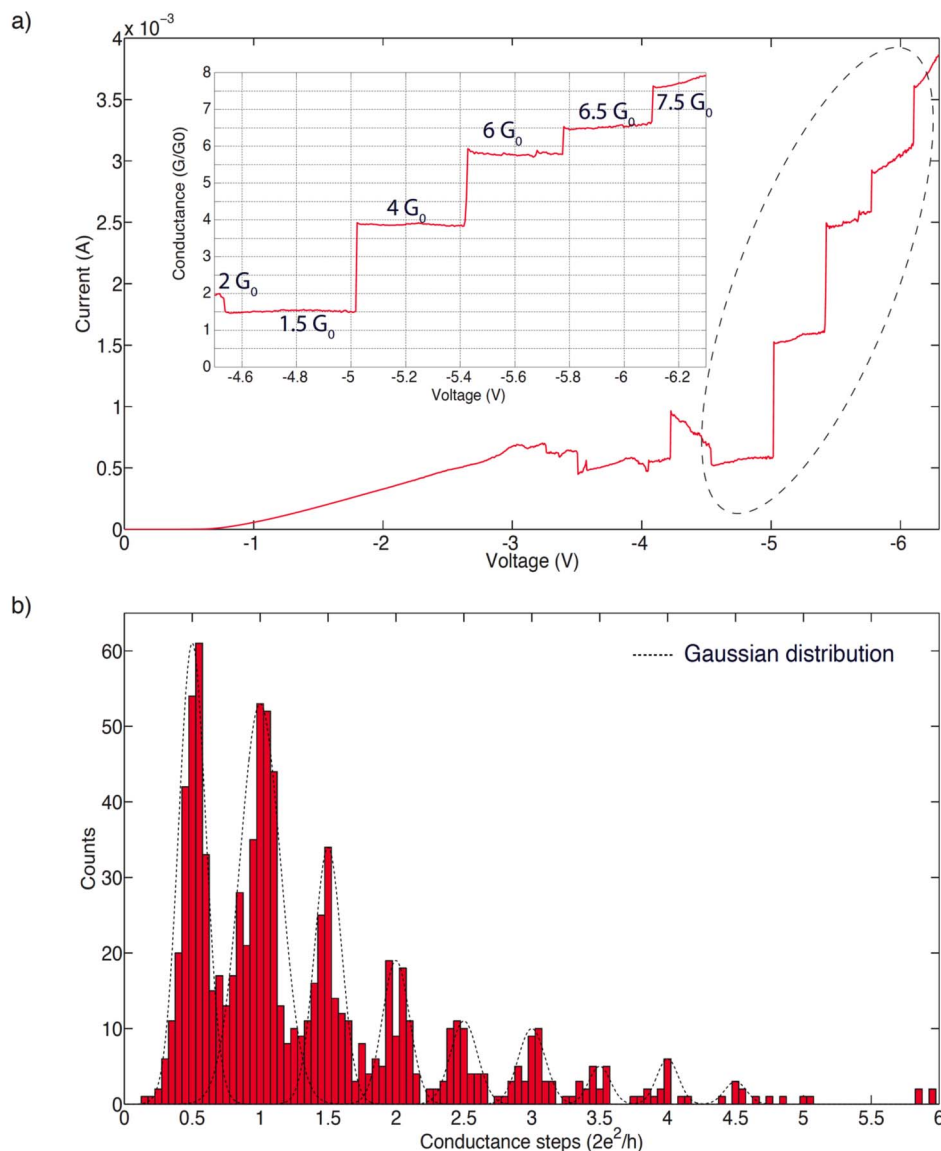 a)
4 x 10⁻³
3.5
3
2.5
2
1.5
1
0.5
0
Current (A)
0 -1 -2 -3 -4 -5 -6
Voltage (V)
8
7
6
5
4
3
2
1
0
Conductance (G/G0)
2 G₀
1.5 G₀
4 G₀
6 G₀
6.5 G₀
7.5 G₀
-4.6 -4.8 -5 -5.2 -5.4 -5.6 -5.8 -6 -6.2
Voltage (V)
b)
60
50
40
30
20
10
0
Counts
Gaussian distribution
0 0.5 1 1.5 2 2.5 3 3.5 4 4.5 5 5.5 6
Conductance steps (2e²/h)